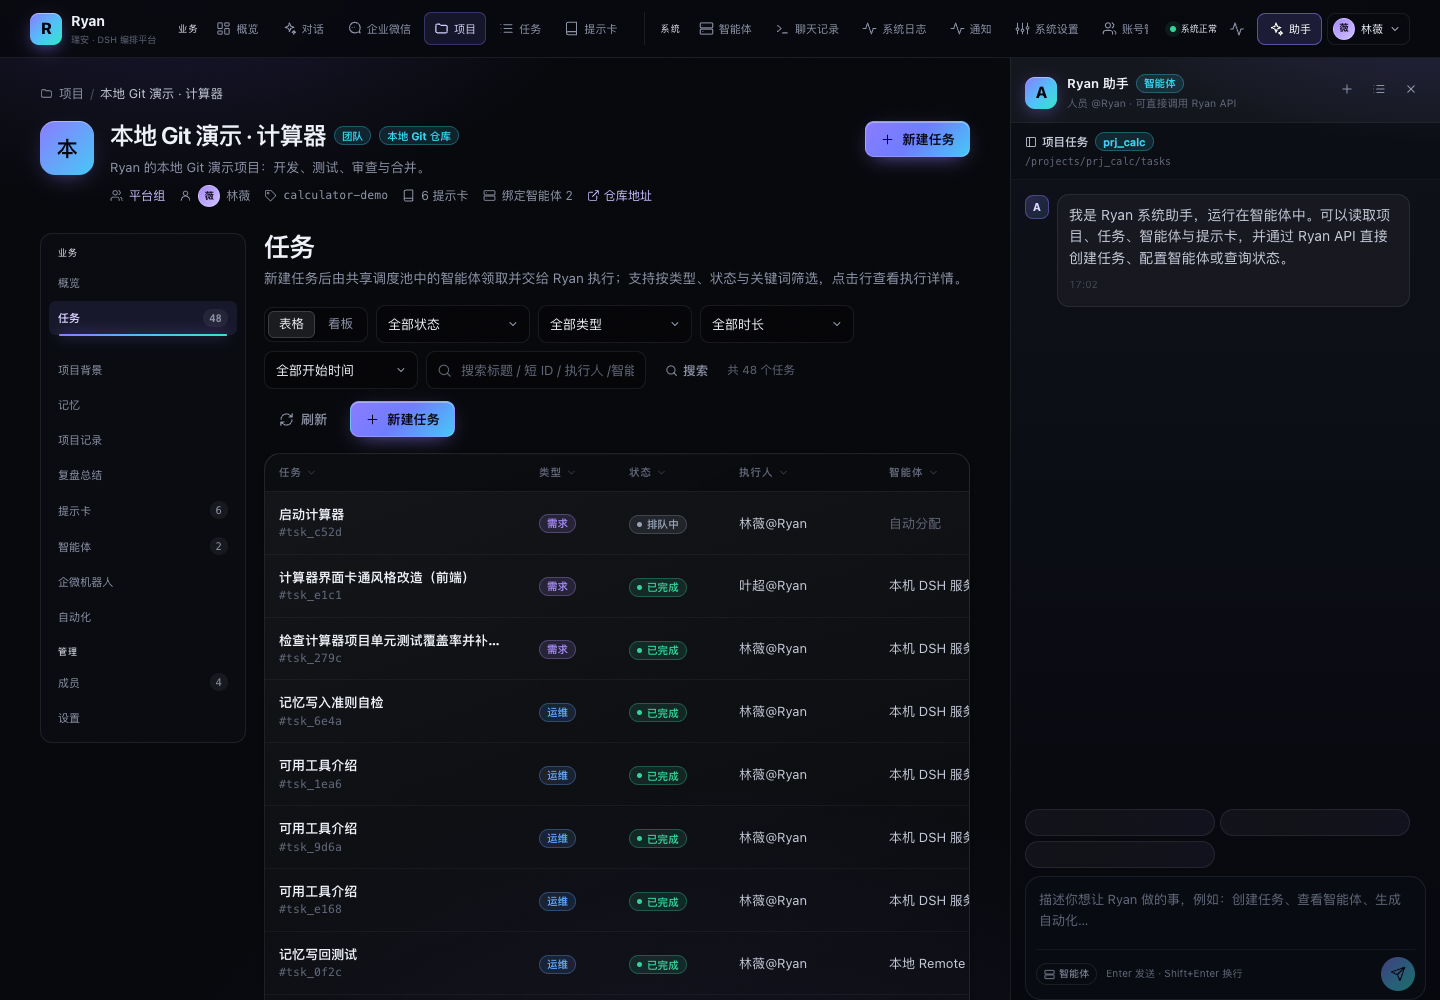 R
Ryan
瑞安 · DSH 编排平台
业务
概览
对话
企业微信
项目
任务
提示卡
系统
智能体
聊天记录
系统日志
通知
系统设置
账号
系统正常
助手
薇 林薇
项目 / 本地 Git 演示 · 计算器
本
本地 Git 演示 · 计算器 团队 本地 Git 仓库
Ryan 的本地 Git 演示项目：开发、测试、审查与合并。
平台组 薇 林薇 calculator-demo 6 提示卡 绑定智能体 2 仓库地址
新建任务
业务
概览
任务 48
项目背景
记忆
项目记录
复盘总结
提示卡 6
智能体 2
企微机器人
自动化
管理
成员 4
设置
任务
新建任务后由共享调度池中的智能体领取并交给 Ryan 执行；支持按类型、状态与关键词筛选，点击行查看执行详情。
表格 看板 全部状态 全部类型 全部时长
全部开始时间 搜索标题 / 短 ID / 执行人 /智能 搜索 共 48 个任务
刷新 新建任务
任务 类型 状态 执行人 智能体
启动计算器 需求 排队中 林薇@Ryan 自动分配
#tsk_c52d
计算器界面卡通风格改造（前端） 需求 已完成 叶超@Ryan 本机 DSH 服务
#tsk_e1c1
检查计算器项目单元测试覆盖率并补... 需求 已完成 林薇@Ryan 本机 DSH 服务
#tsk_279c
记忆写入准则自检 运维 已完成 林薇@Ryan 本机 DSH 服务
#tsk_6e4a
可用工具介绍 运维 已完成 林薇@Ryan 本机 DSH 服务
#tsk_1ea6
可用工具介绍 运维 已完成 林薇@Ryan 本机 DSH 服务
#tsk_9d6a
可用工具介绍 运维 已完成 林薇@Ryan 本机 DSH 服务
#tsk_e168
记忆写回测试 运维 已完成 林薇@Ryan 本地 Remote
#tsk_0f2c
A
Ryan 助手 智能体
人员 @Ryan · 可直接调用 Ryan API
项目任务 prj_calc
/projects/prj_calc/tasks
A
我是 Ryan 系统助手，运行在智能体中。可以读取项
目、任务、智能体与提示卡，并通过 Ryan API 直接
创建任务、配置智能体或查询状态。
17:02
描述你想让 Ryan 做的事，例如：创建任务、查看智能体、生成
自动化…
智能体 Enter 发送 · Shift+Enter 换行